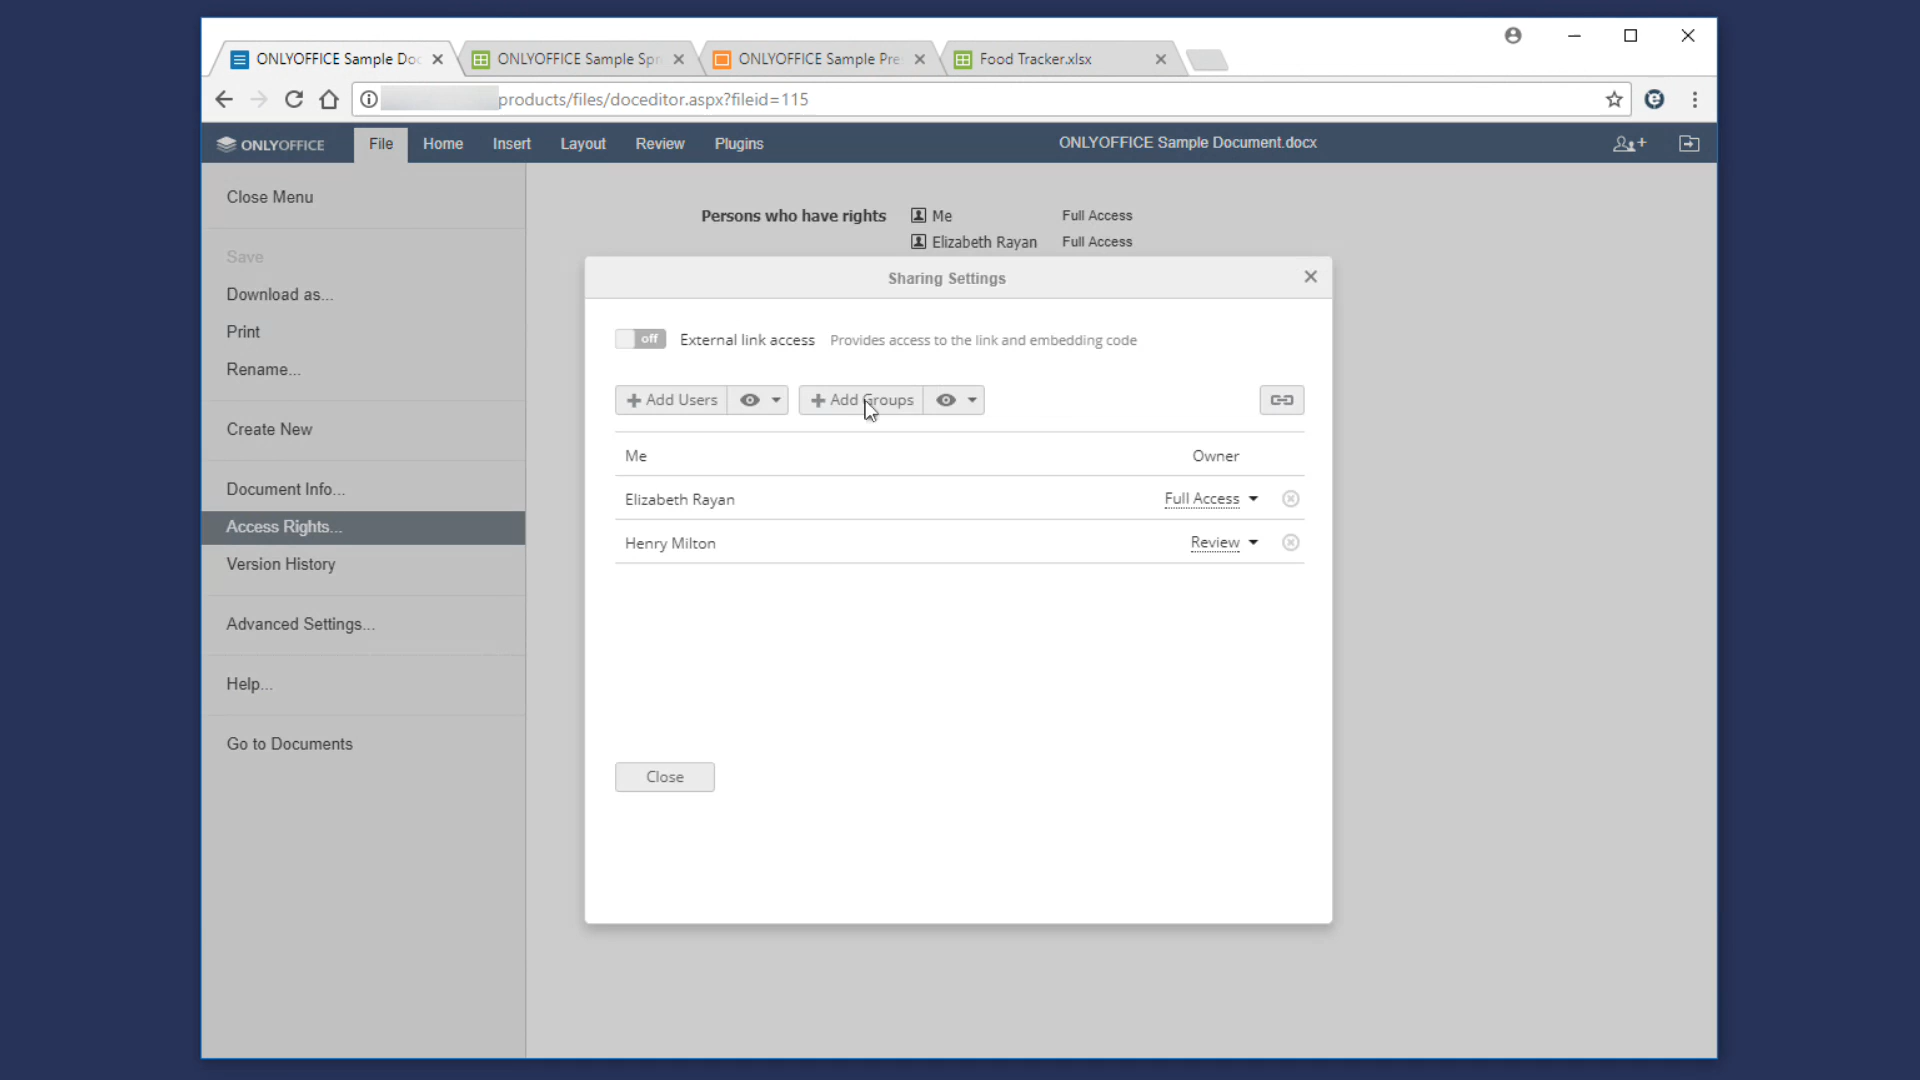 ONLYOFFICE Sample Doc
ONLYOFFICE Sample Spr
ONLYOFFICE Sample Pre
Food Tracker.xlsx
products/files/doceditor.aspx?fileid=115
ONLYOFFICE
File
Home
Insert
Layout
Review
Plugins
ONLYOFFICE Sample Document.docx
Close Menu
Save
Download as...
Print
Rename...
Create New
Document Info...
Access Rights...
Version History
Advanced Settings...
Help...
Go to Documents
Persons who have rights
Me
Full Access
Elizabeth Rayan
Full Access
Sharing Settings
off
External link access
Provides access to the link and embedding code
Add Users
Add Groups
Me
Owner
Elizabeth Rayan
Full Access
Henry Milton
Review
Close